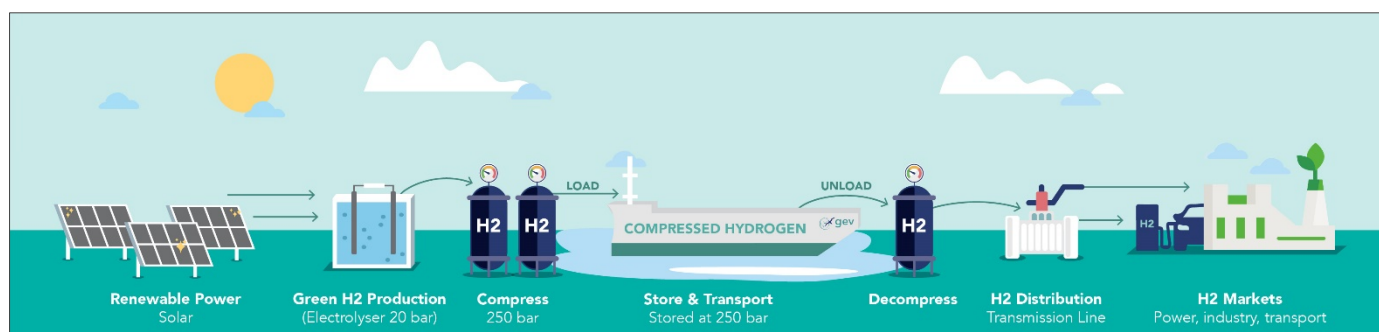 LOAD
UNLOAD
H2
H2
COMPRESSED HYDROGEN
gev
H2
H2
Renewable Power
Solar
Green H2 Production
(Electrolyser 20 bar)
Compress
250 bar
Store & Transport
Stored at 250 bar
Decompress
H2 Distribution
Transmission Line
H2 Markets
Power, industry, transport